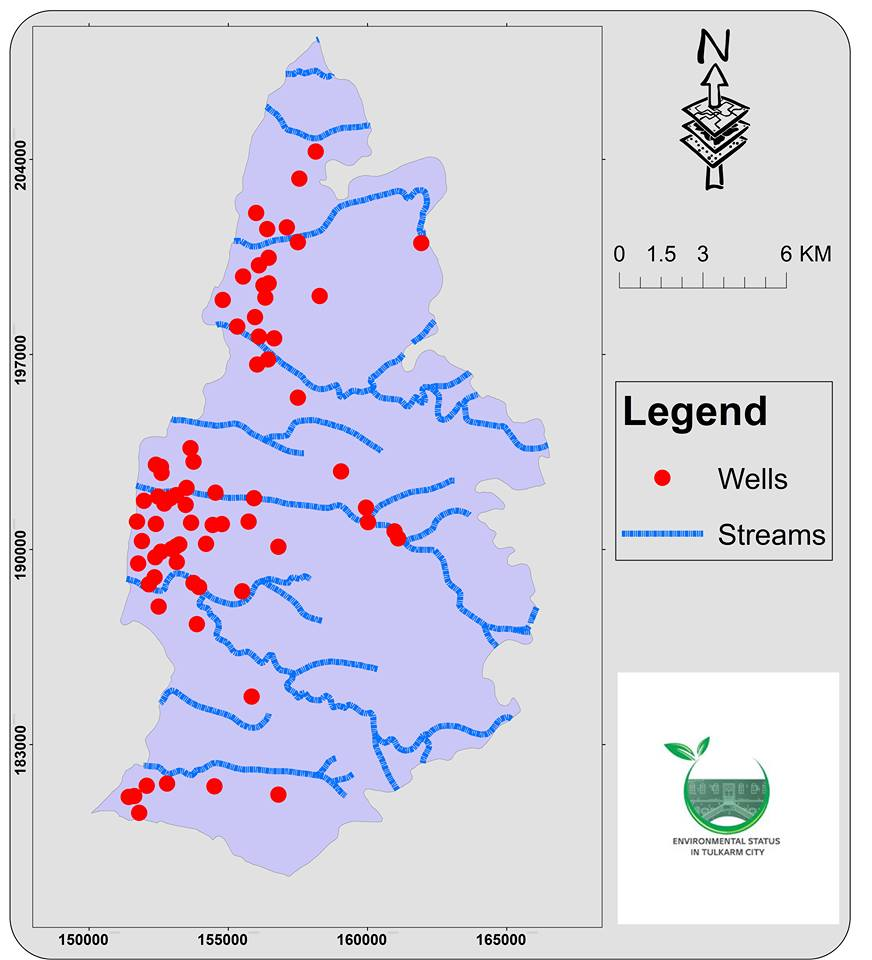 N
0 1.5 3 6 KM
204000
197000
190000
183000
150000 155000 160000 165000
Legend
Wells
Streams
ENVIRONMENTAL STATUS
IN TULKARM CITY